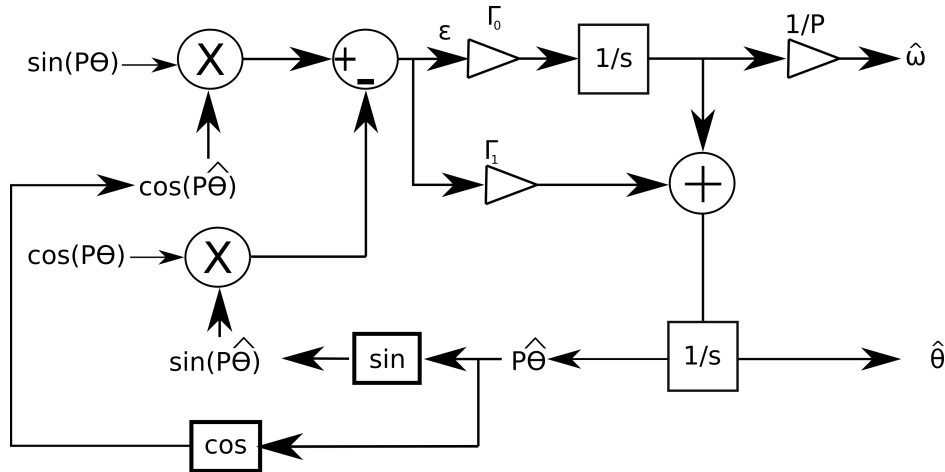 sin(PΘ)
X
+
-
ε
Γ₀
1/s
1/P
ω̂
cos(PΘ̂)
Γ₁
+
cos(PΘ)
X
sin(PΘ̂)
sin
PΘ̂
1/s
θ̂
cos